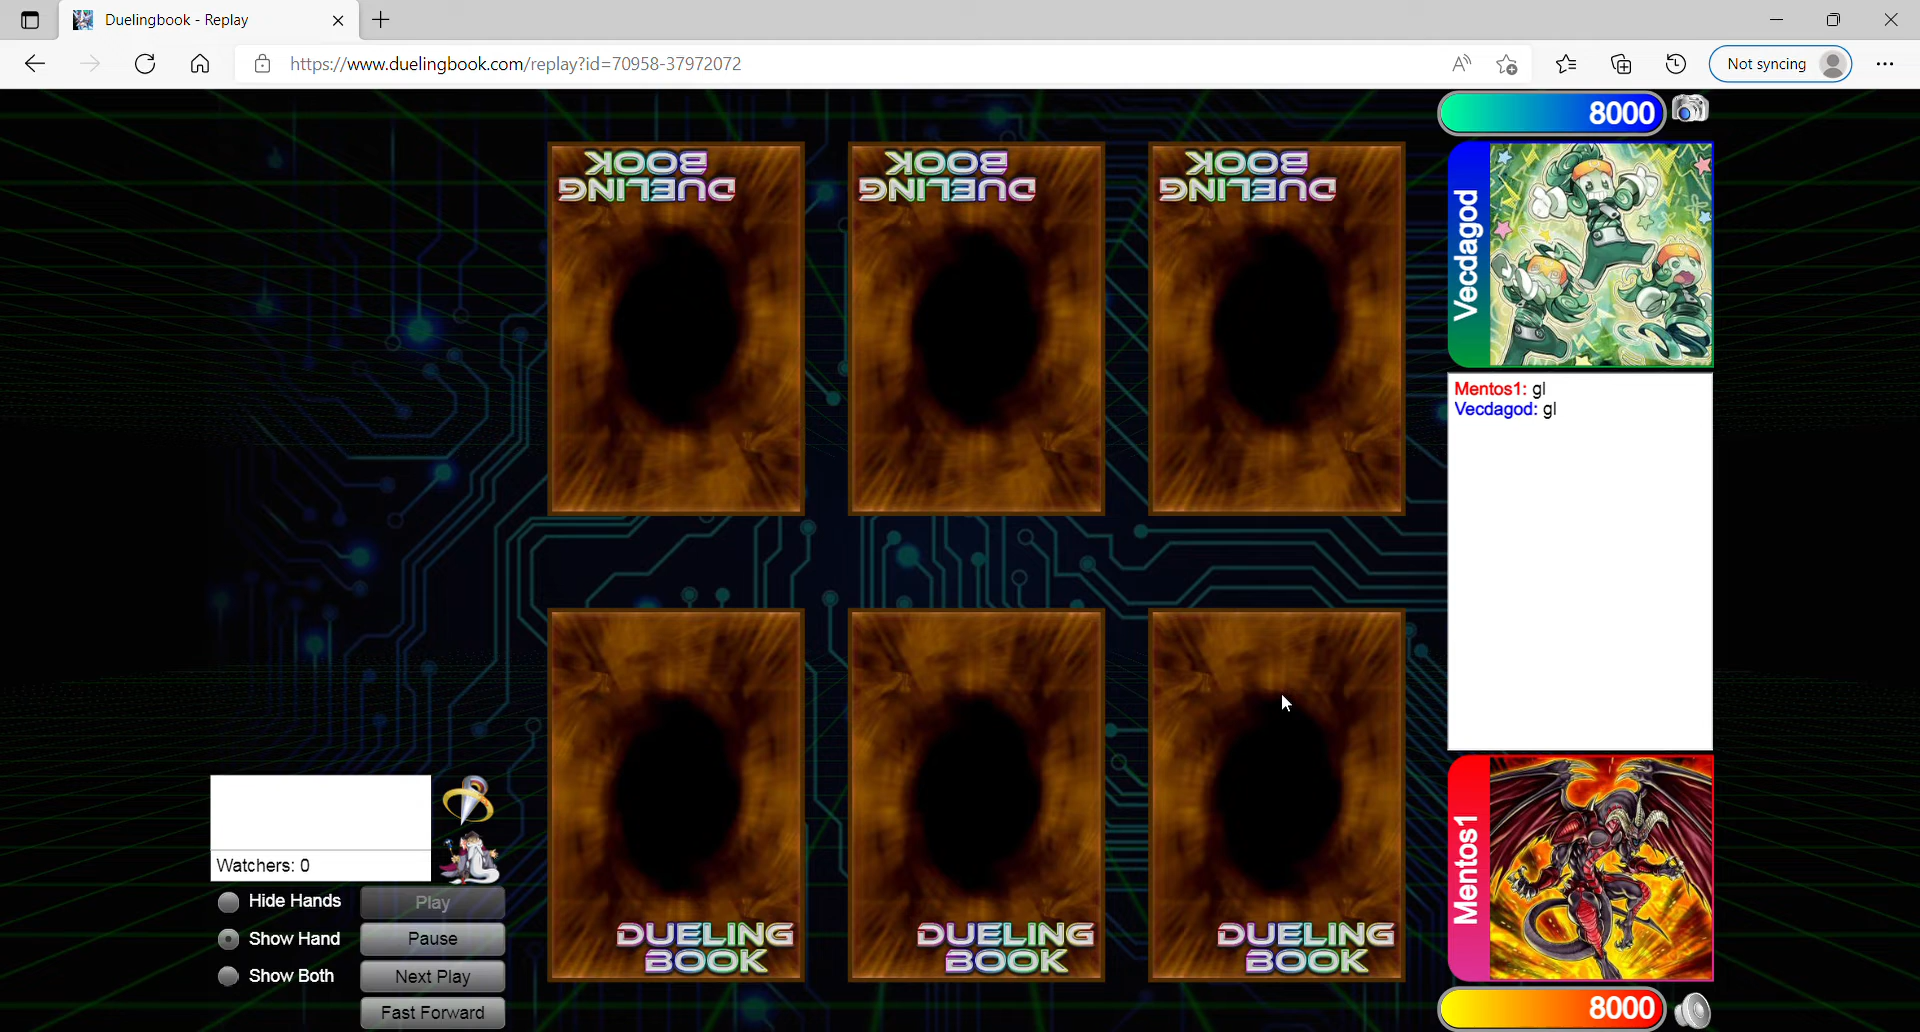 Duelingbook - Replay
https://www.duelingbook.com/replay?id=70958-37972072
Not syncing
8000
DUELING BOOK
DUELING BOOK
DUELING BOOK
Vecdagod
Mentos1: gl
Vecdagod: gl
DUELING BOOK
DUELING BOOK
DUELING BOOK
Mentos1
8000
Watchers: 0
Hide Hands
Show Hand
Show Both
Play
Pause
Next Play
Fast Forward